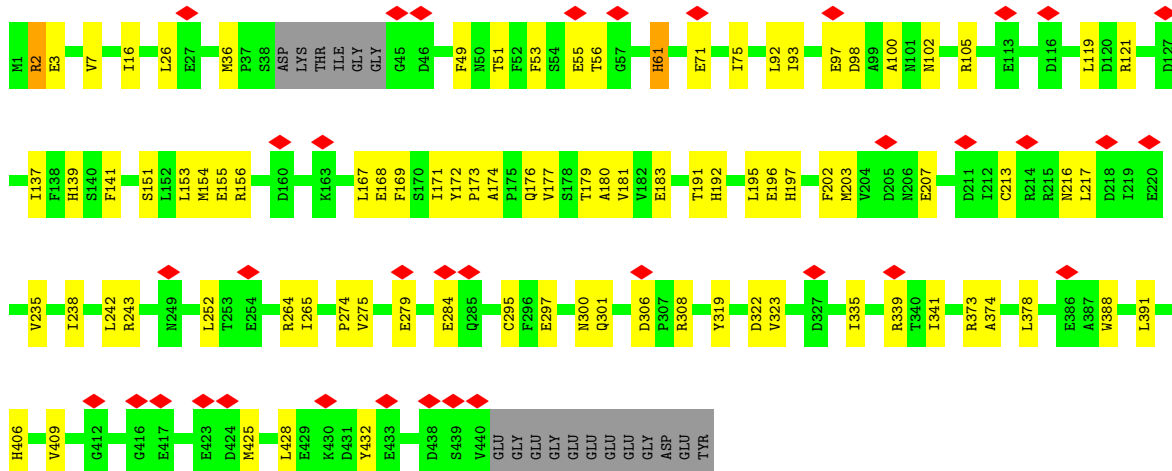 M1 R2 E3 V7 I16 L26 E27 M36 P37 S38 ASP LYS THR ILE GLY GLY G45 D46 F49 N50 T51 F52 F53 S54 E55 T56 G57 H61 E71 I75 L92 I93 E97 D98 A99 A100 N101 N102 R105 E113 D116 L119 D120 R121 D127
I137 F138 H139 S140 F141 S151 L152 L153 M154 E155 R156 D160 K163 L167 E168 F169 S170 I171 Y172 P173 A174 P175 Q176 V177 S178 T179 A180 V181 V182 E183 T191 H192 L195 E196 H197 F202 M203 V204 D205 N206 E207 D211 I212 C213 R214 R215 N216 L217 D218 I219 E220
V235 I238 L242 R243 N249 L252 T253 E254 R264 I265 P274 V275 E279 E284 Q285 C295 F296 E297 N300 Q301 D306 P307 R308 Y319 D322 V323 D327 I335 R339 T340 I341 R373 A374 L378 E386 A387 W388 L391
H406 V409 G412 G416 E417 E423 D424 M425 L428 E429 K430 D431 Y432 E433 D438 S439 V440 GLU GLY GLU GLY GLU GLU GLU GLY ASP GLU TYR